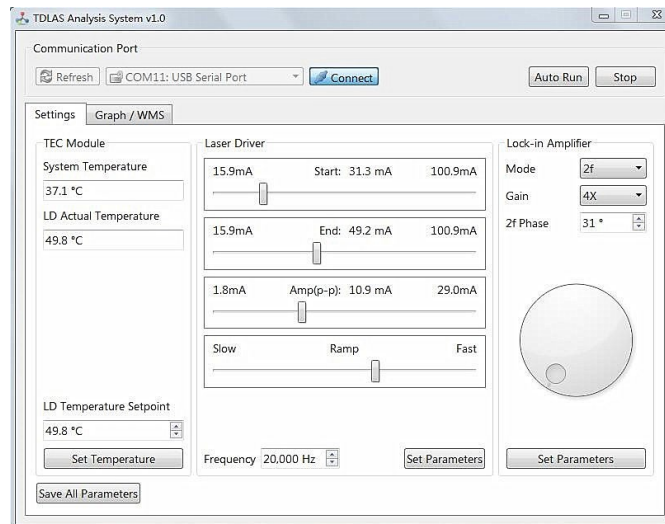 TDLAS Analysis System v1.0
Communication Port
Refresh COM11: USB Serial Port Connect Auto Run Stop
Settings Graph / WMS
TEC Module
System Temperature
37.1 °C
LD Actual Temperature
49.8 °C
LD Temperature Setpoint
49.8 °C
Set Temperature
Laser Driver
15.9mA Start: 31.3 mA 100.9mA
15.9mA End: 49.2 mA 100.9mA
1.8mA Amp(p-p): 10.9 mA 29.0mA
Slow Ramp Fast
Frequency 20,000 Hz Set Parameters
Lock-in Amplifier
Mode 2f
Gain 4X
2f Phase 31 °
Set Parameters
Save All Parameters